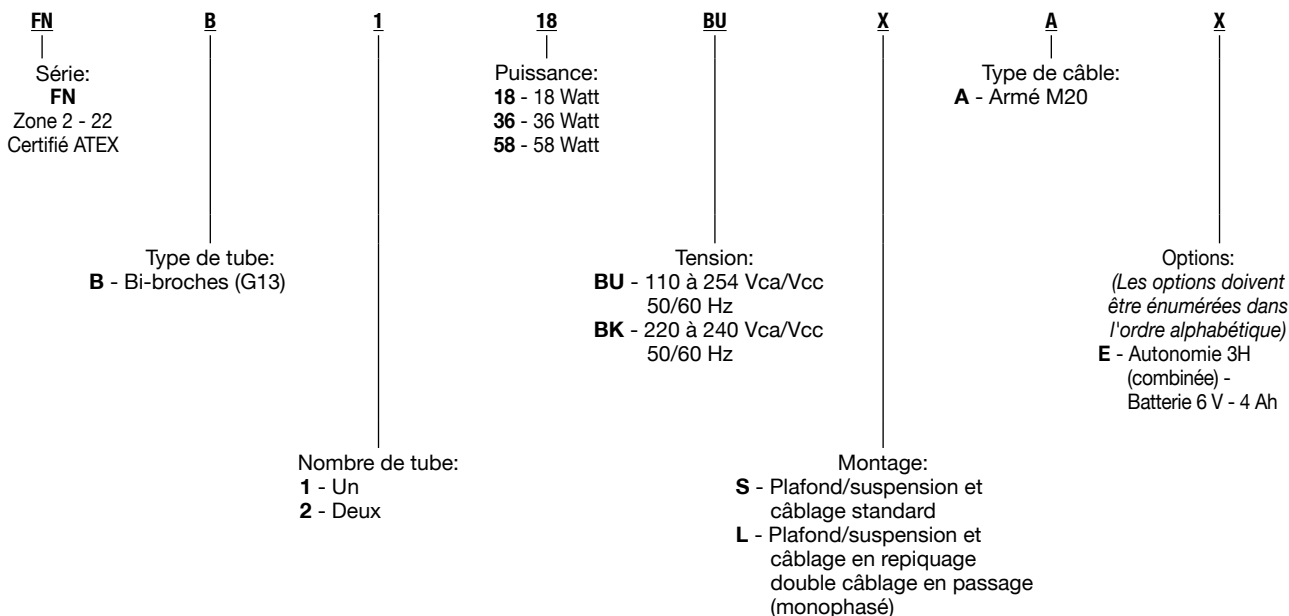 FN B 1 18 BU X A X
Série:
FN
Zone 2 - 22
Certifié ATEX
Puissance:
18 - 18 Watt
36 - 36 Watt
58 - 58 Watt
Type de câble:
A - Armé M20
Type de tube:
B - Bi-broches (G13)
Tension:
BU - 110 à 254 Vca/Vcc
50/60 Hz
BK - 220 à 240 Vca/Vcc
50/60 Hz
Options:
(Les options doivent
être énumérées dans
l'ordre alphabétique)
E - Autonomie 3H
(combinée) -
Batterie 6 V - 4 Ah
Nombre de tube:
1 - Un
2 - Deux
Montage:
S - Plafond/suspension et
câblage standard
L - Plafond/suspension et
câblage en repiquage
double câblage en passage
(monophasé)